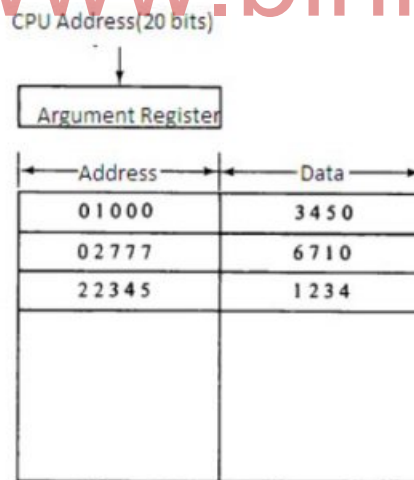 CPU Address(20 bits)
Argument Register
Address Data
01000 3450
02777 6710
22345 1234